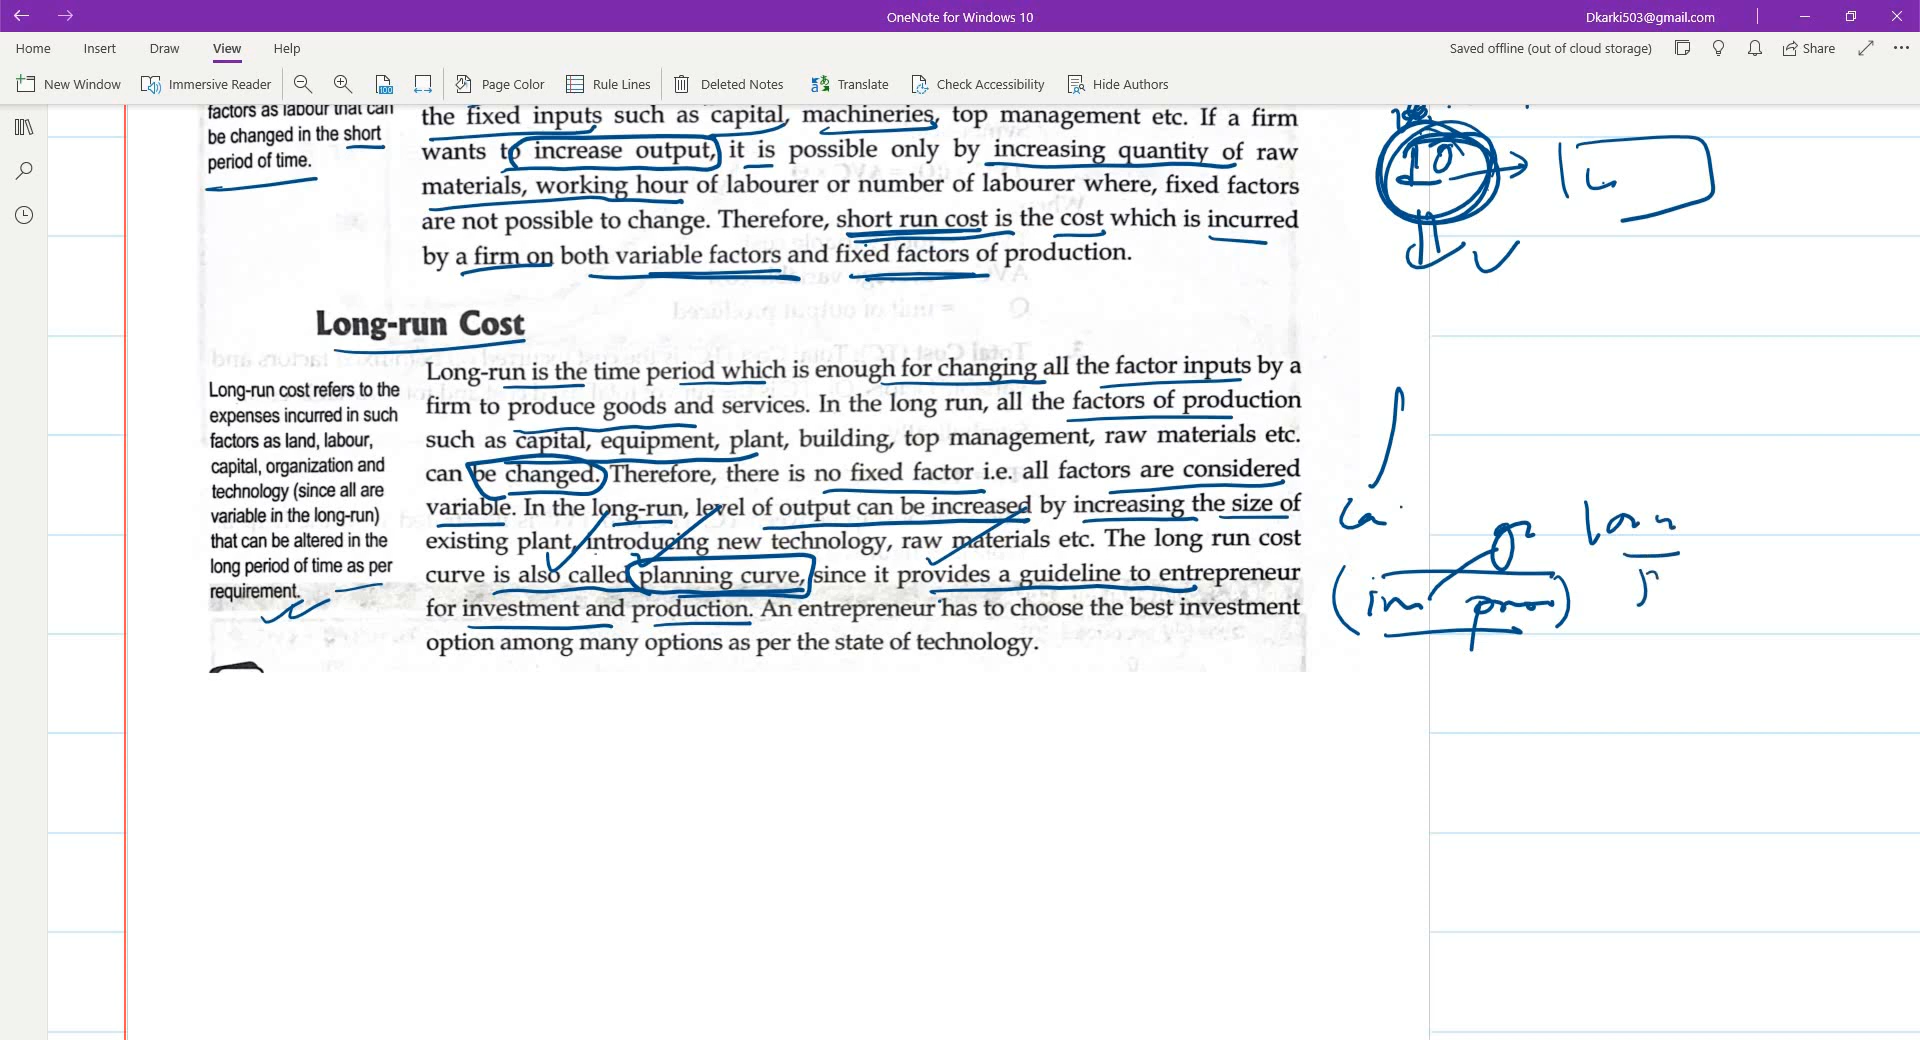 OneNote for Windows 10
Dkarki503@gmail.com
Home Insert Draw View Help
Saved offline (out of cloud storage)
Share
New Window Immersive Reader
Page Color Rule Lines Deleted Notes Translate Check Accessibility Hide Authors
factors as labour that can
be changed in the short
period of time.
the fixed inputs such as capital, machineries, top management etc. If a firm
wants to increase output, it is possible only by increasing quantity of raw
materials, working hour of labourer or number of labourer where, fixed factors
are not possible to change. Therefore, short run cost is the cost which is incurred
by a firm on both variable factors and fixed factors of production.
10
Long-run Cost
Long-run cost refers to the
expenses incurred in such
factors as land, labour,
capital, organization and
technology (since all are
variable in the long-run)
that can be altered in the
long period of time as per
requirement.
Long-run is the time period which is enough for changing all the factor inputs by a
firm to produce goods and services. In the long run, all the factors of production
such as capital, equipment, plant, building, top management, raw materials etc.
can be changed. Therefore, there is no fixed factor i.e. all factors are considered
variable. In the long-run, level of output can be increased by increasing the size of
existing plant, introducing new technology, raw materials etc. The long run cost
curve is also called planning curve, since it provides a guideline to entrepreneur
for investment and production. An entrepreneur has to choose the best investment
option among many options as per the state of technology.